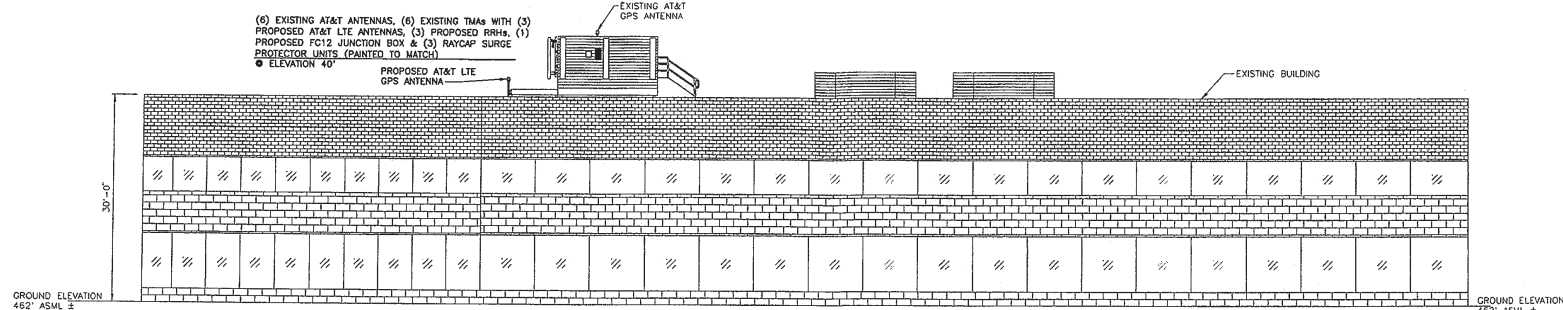 (6) EXISTING AT&T ANTENNAS, (6) EXISTING TMAs WITH (3)
PROPOSED AT&T LTE ANTENNAS, (3) PROPOSED RRHs, (1)
PROPOSED FC12 JUNCTION BOX & (3) RAYCAP SURGE
PROTECTOR UNITS (PAINTED TO MATCH)
@ ELEVATION 40'
EXISTING AT&T
GPS ANTENNA
PROPOSED AT&T LTE
GPS ANTENNA
EXISTING BUILDING
30'-0"
GROUND ELEVATION
462' ASML ±
GROUND ELEVATION
462' ASML ±